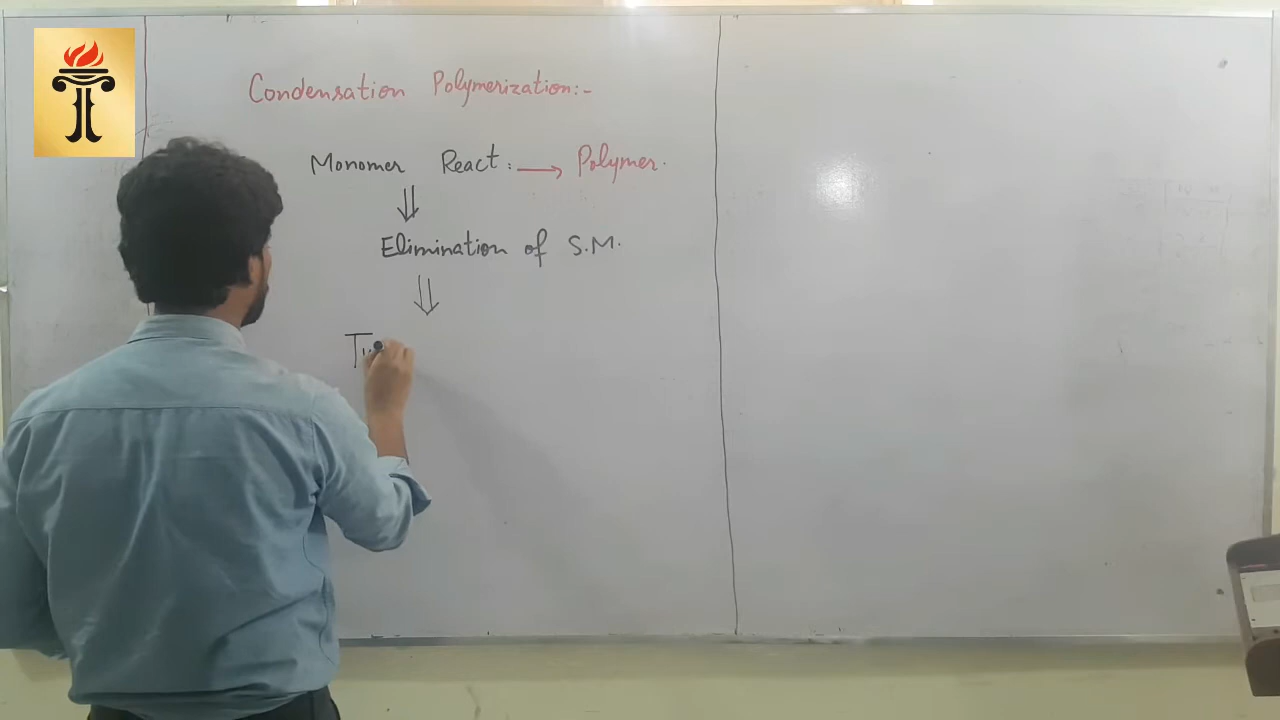 Condensation Polymerization:-
Monomer React: → Polymer.
⇓
Elimination of S.M.
⇓